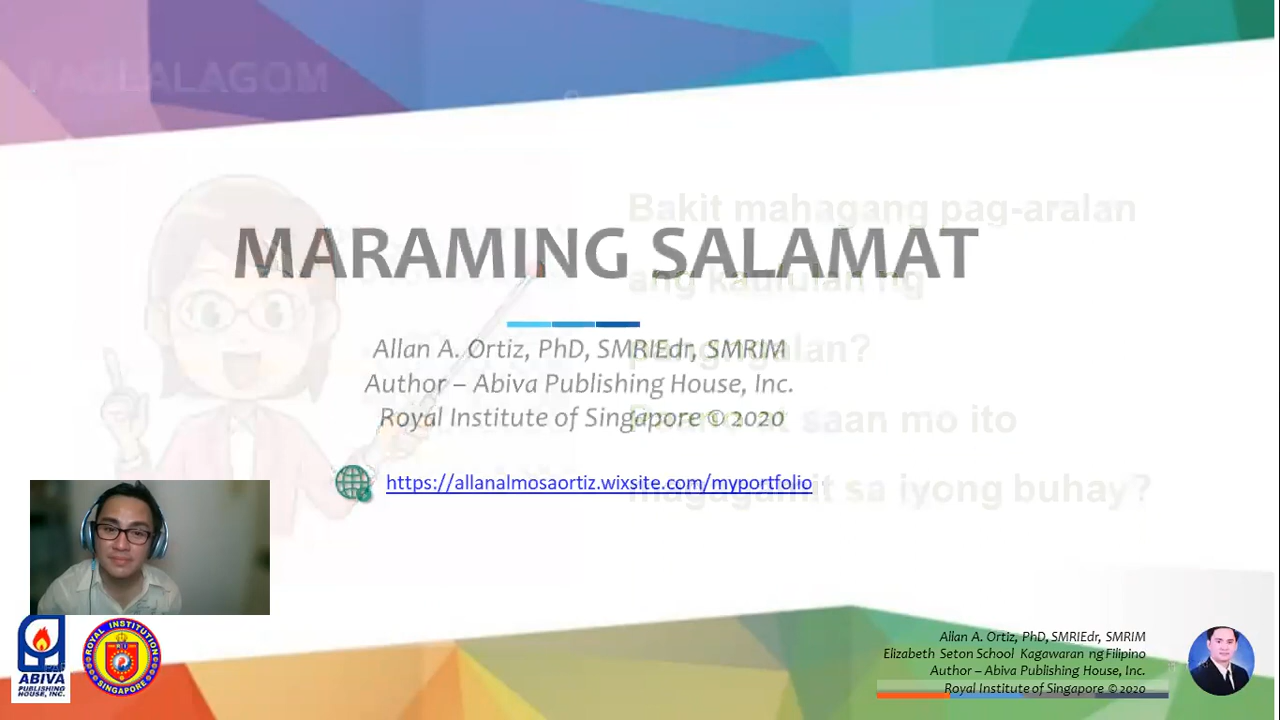 PAGLALAGOM
Bakit mahagang pag-aralan
MARAMING SALAMAT
ang kaululan ng
pangngalan?
Allan A. Ortiz, PhD, SMRIEdr, SMRIM
Author – Abiva Publishing House, Inc.
Royal Institute of Singapore © 2020
saan mo ito
https://allanalmosaortiz.wixsite.com/myportfolio
magagamit sa iyong buhay?
ABIVA
PUBLISHING
HOUSE, INC.
ROYAL INSTITUTION
SINGAPORE
Allan A. Ortiz, PhD, SMRIEdr, SMRIM
Elizabeth Seton School Kagawaran ng Filipino
Author – Abiva Publishing House, Inc.
Royal Institute of Singapore © 2020